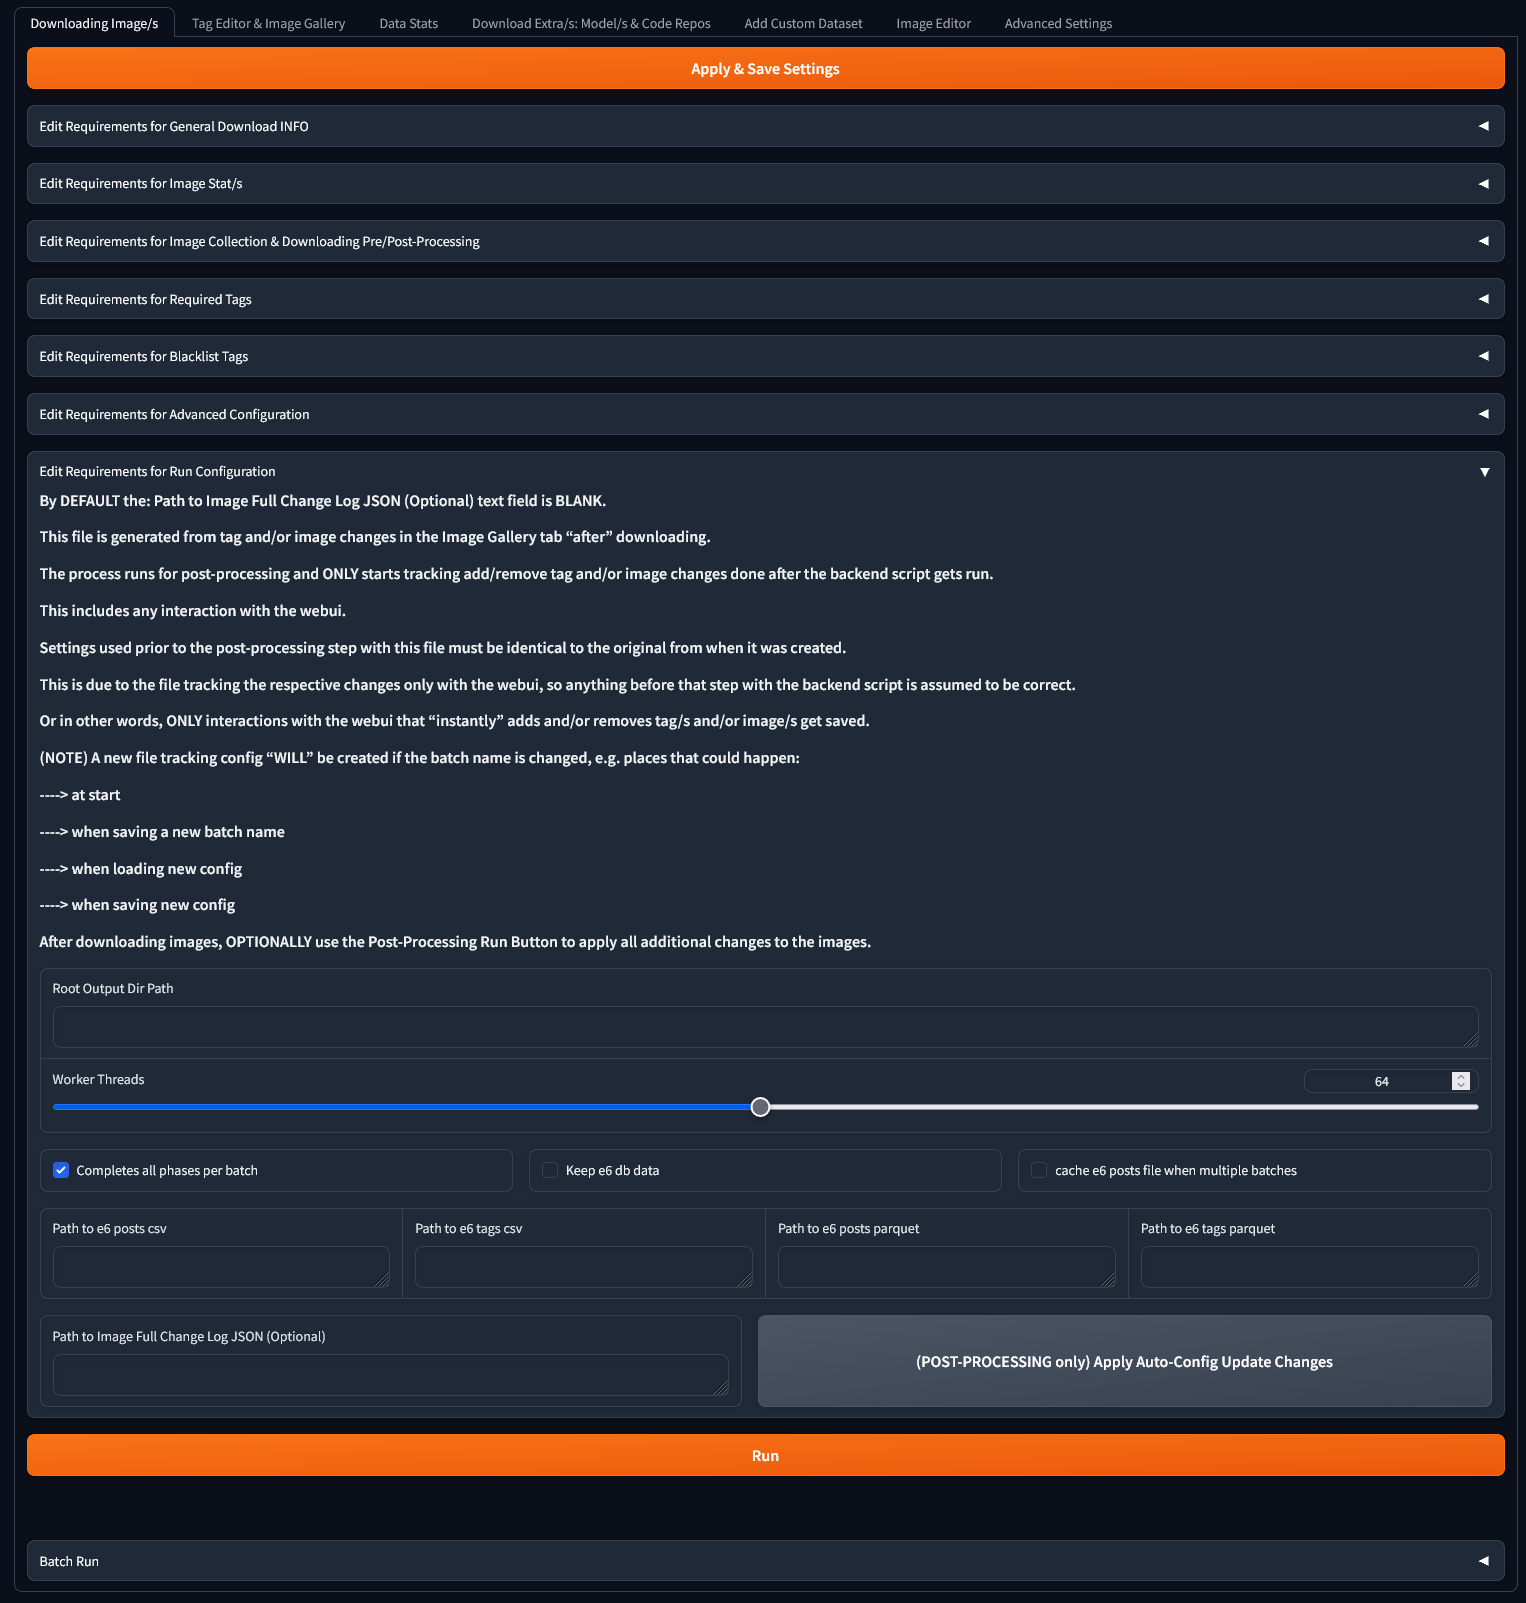 Downloading Image/s
Tag Editor & Image Gallery
Data Stats
Download Extra/s: Model/s & Code Repos
Add Custom Dataset
Image Editor
Advanced Settings
Apply & Save Settings
Edit Requirements for General Download INFO
Edit Requirements for Image Stat/s
Edit Requirements for Image Collection & Downloading Pre/Post-Processing
Edit Requirements for Required Tags
Edit Requirements for Blacklist Tags
Edit Requirements for Advanced Configuration
Edit Requirements for Run Configuration
By DEFAULT the: Path to Image Full Change Log JSON (Optional) text field is BLANK.
This file is generated from tag and/or image changes in the Image Gallery tab “after” downloading.
The process runs for post-processing and ONLY starts tracking add/remove tag and/or image changes done after the backend script gets run.
This includes any interaction with the webui.
Settings used prior to the post-processing step with this file must be identical to the original from when it was created.
This is due to the file tracking the respective changes only with the webui, so anything before that step with the backend script is assumed to be correct.
Or in other words, ONLY interactions with the webui that “instantly” adds and/or removes tag/s and/or image/s get saved.
(NOTE) A new file tracking config “WILL” be created if the batch name is changed, e.g. places that could happen:
----> at start
----> when saving a new batch name
----> when loading new config
----> when saving new config
After downloading images, OPTIONALLY use the Post-Processing Run Button to apply all additional changes to the images.
Root Output Dir Path
Worker Threads
64
Completes all phases per batch
Keep e6 db data
cache e6 posts file when multiple batches
Path to e6 posts csv
Path to e6 tags csv
Path to e6 posts parquet
Path to e6 tags parquet
Path to Image Full Change Log JSON (Optional)
(POST-PROCESSING only) Apply Auto-Config Update Changes
Run
Batch Run